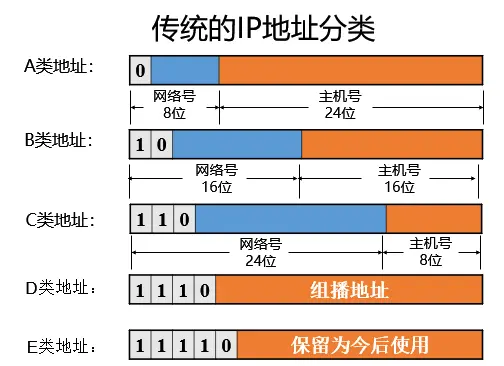 传统的IP地址分类
A类地址：
0
网络号
8位
主机号
24位
B类地址：
1 0
网络号
16位
主机号
16位
C类地址：
1 1 0
网络号
24位
主机号
8位
D类地址：
1 1 1 0
组播地址
E类地址：
1 1 1 1 0
保留为今后使用